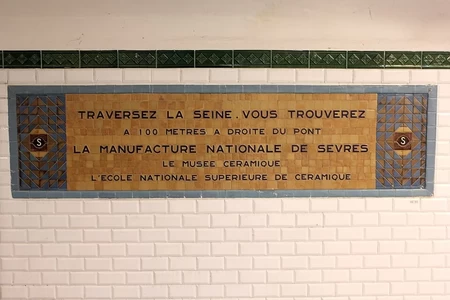 TRAVERSEZ LA SEINE. VOUS TROUVEREZ
A 100 METRES A DROITE DU PONT
LA MANUFACTURE NATIONALE DE SEVRES
LE MUSEE CERAMIQUE
L'ECOLE NATIONALE SUPERIEURE DE CERAMIQUE
S
S